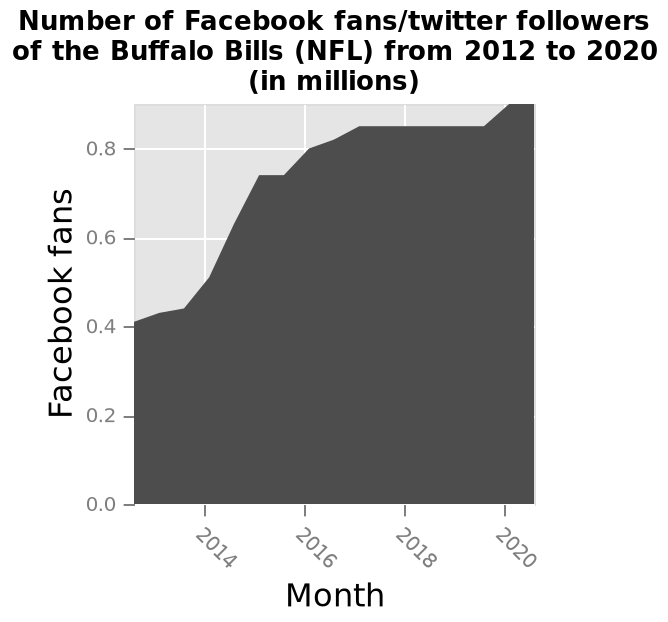 Number of Facebook fans/twitter followers
of the Buffalo Bills (NFL) from 2012 to 2020
(in millions)
Facebook fans
0.8
0.6
0.4
0.2
0.0
2014
2016
2018
2020
Month